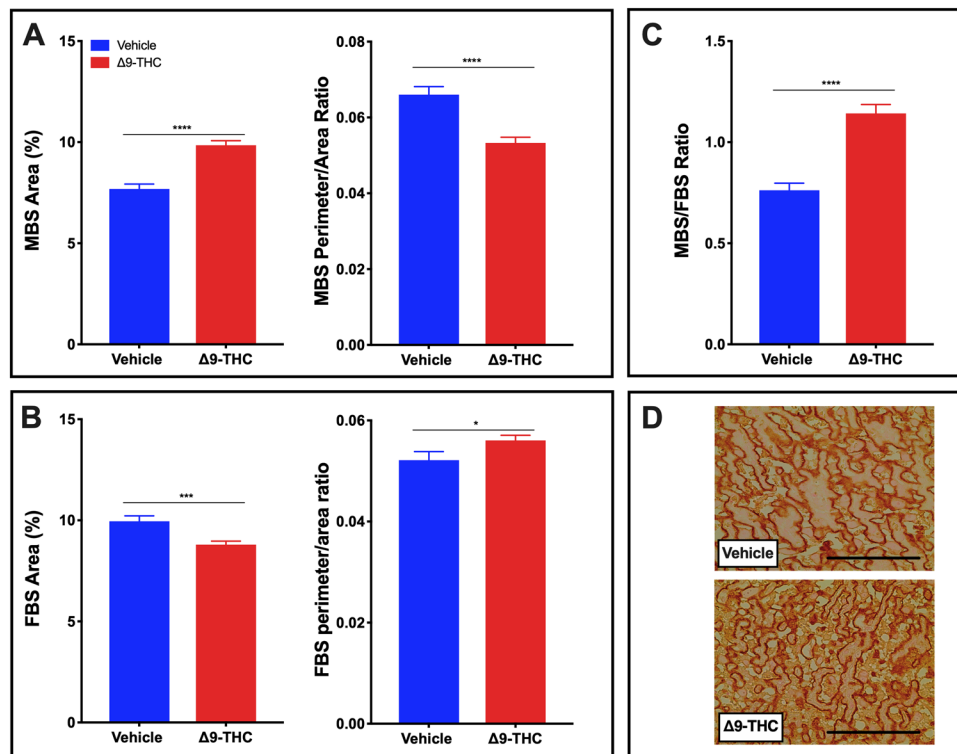 A
MBS Area (%)
15
10
5
0
Vehicle
Δ9-THC
****
Vehicle
Δ9-THC
MBS Perimeter/Area Ratio
0.08
0.06
0.04
0.02
0.00
****
Vehicle
Δ9-THC
C
MBS/FBS Ratio
1.5
1.0
0.5
0.0
****
Vehicle
Δ9-THC
B
FBS Area (%)
15
10
5
0
***
Vehicle
Δ9-THC
FBS perimeter/area ratio
0.06
0.04
0.02
0.00
*
Vehicle
Δ9-THC
D
Vehicle
Δ9-THC